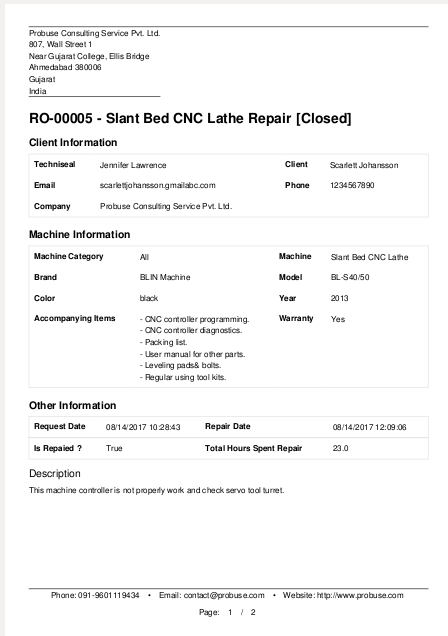 Probuse Consulting Service Pvt. Ltd.
807, Wall Street 1
Near Gujarat College, Ellis Bridge
Ahmedabad 380006
Gujarat
India
RO-00005 - Slant Bed CNC Lathe Repair [Closed]
Client Information
Techniseal Jennifer Lawrence Client Scarlett Johansson
Email scarlettjohansson.gmailabc.com Phone 1234567890
Company Probuse Consulting Service Pvt. Ltd.
Machine Information
Machine Category All Machine Slant Bed CNC Lathe
Brand BLIN Machine Model BL-S40/50
Color black Year 2013
Accompanying Items - CNC controller programming. Warranty Yes
- CNC controller diagnostics.
- Packing list.
- User manual for other parts.
- Leveling pads& bolts.
- Regular using tool kits.
Other Information
Request Date 08/14/2017 10:28:43 Repair Date 08/14/2017 12:09:06
Is Repaied ? True Total Hours Spent Repair 23.0
Description
This machine controller is not properly work and check servo tool turret.
Phone: 091-9601119434 • Email: contact@probuse.com • Website: http://www.probuse.com
Page: 1 / 2